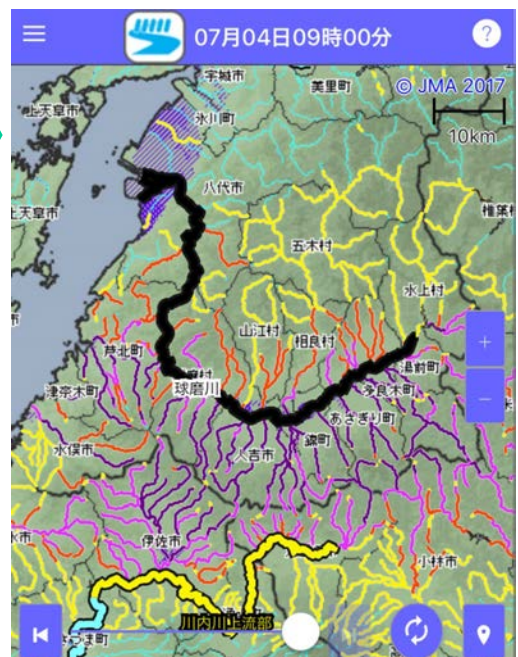 07月04日09時00分
?
宇城市
美里町
© JMA 2017
上天草市
氷川町
10km
八代市
上天草市
五木村
水上村
山江村
相良村
芦北町
湯前町
球磨川
多良木町
津奈木町
あさぎり町
錦町
水俣市
人吉市
伊佐市
小林市
川内川上流部
+
−